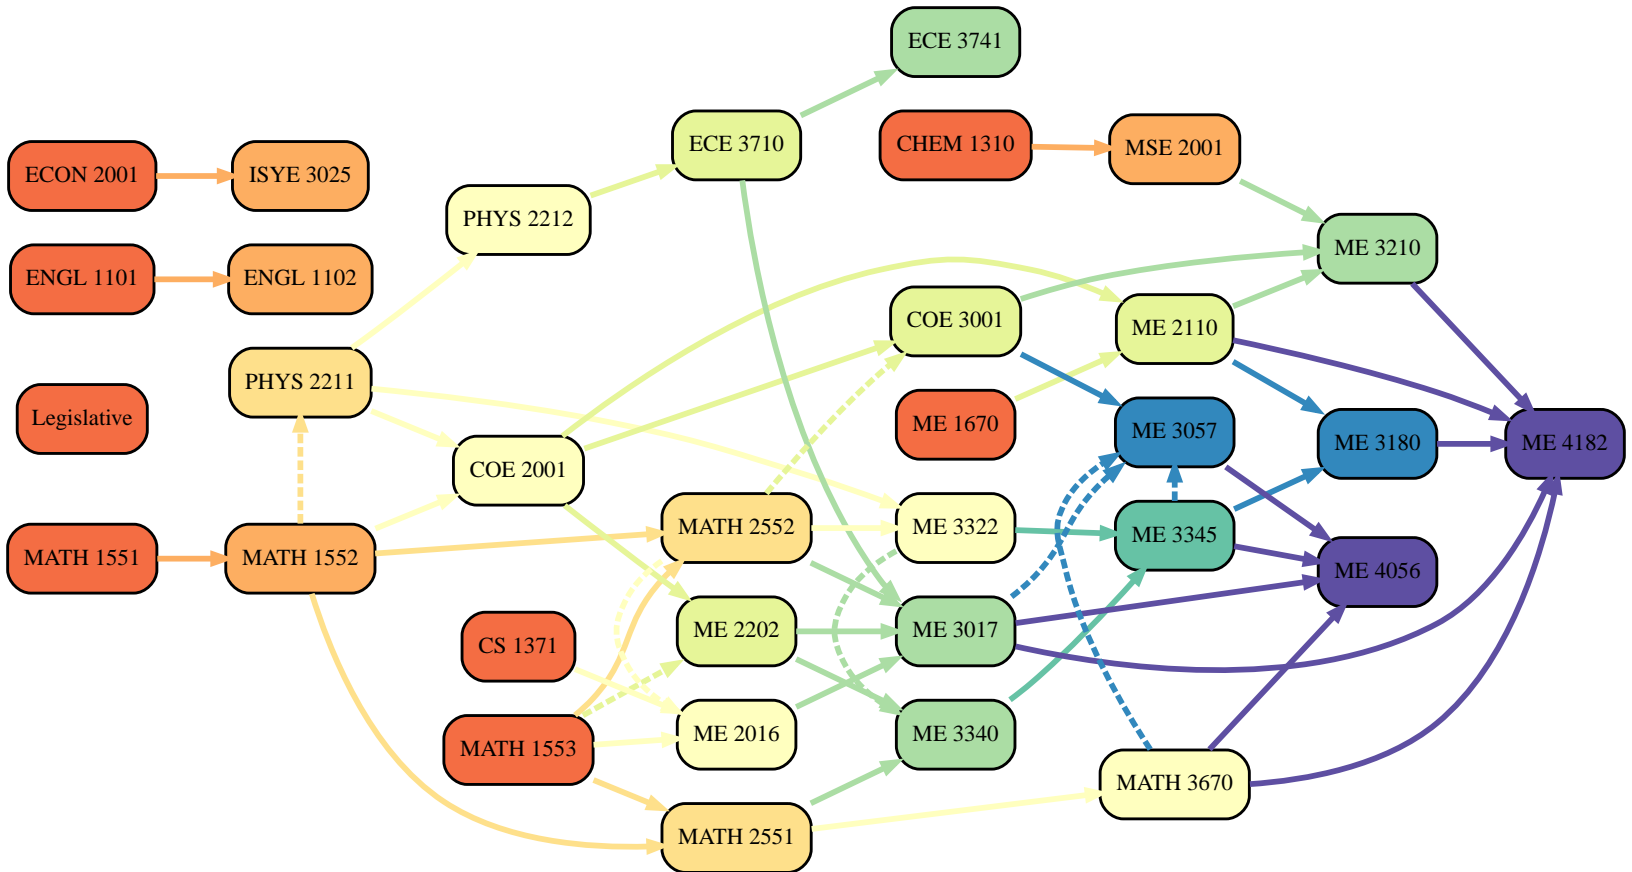 ECE 3741
ECE 3710
CHEM 1310
MSE 2001
ECON 2001
ISYE 3025
PHYS 2212
ME 3210
ENGL 1101
ENGL 1102
COE 3001
ME 2110
PHYS 2211
Legislative
ME 1670
ME 3057
ME 3180
ME 4182
COE 2001
MATH 2552
ME 3322
ME 3345
MATH 1551
MATH 1552
ME 4056
CS 1371
ME 2202
ME 3017
MATH 1553
ME 2016
ME 3340
MATH 3670
MATH 2551